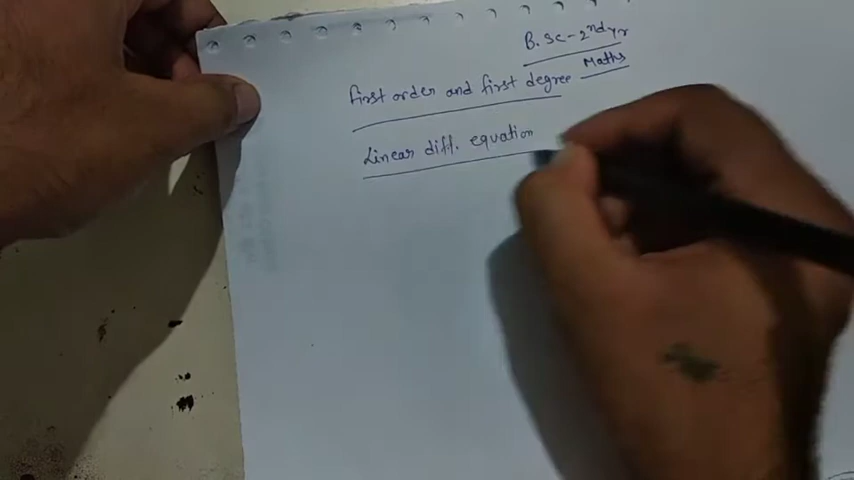 B.Sc-2nd yr
Maths
First order and first degree
Linear diff. equation